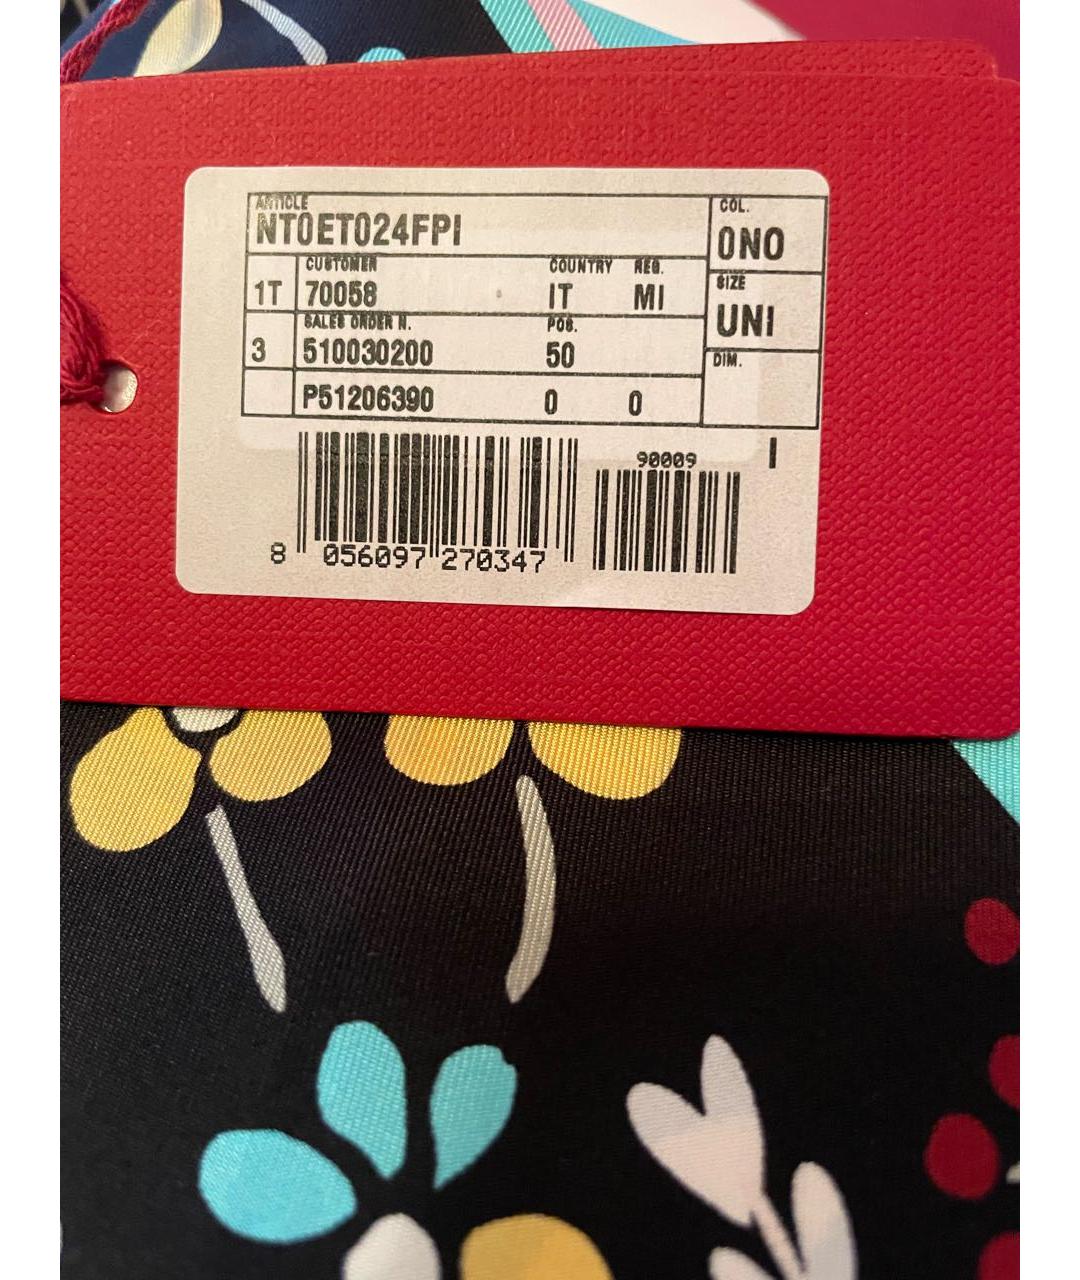 ARTICLE
NT0ET024FPI
COL.
0NO
CUSTOMER COUNTRY REG.
1T 70058 IT MI
SIZE
UNI
SALES ORDER N. POS.
3 510030200 50
DIM.
P51206390 0 0
90009
I
8 056097 270347